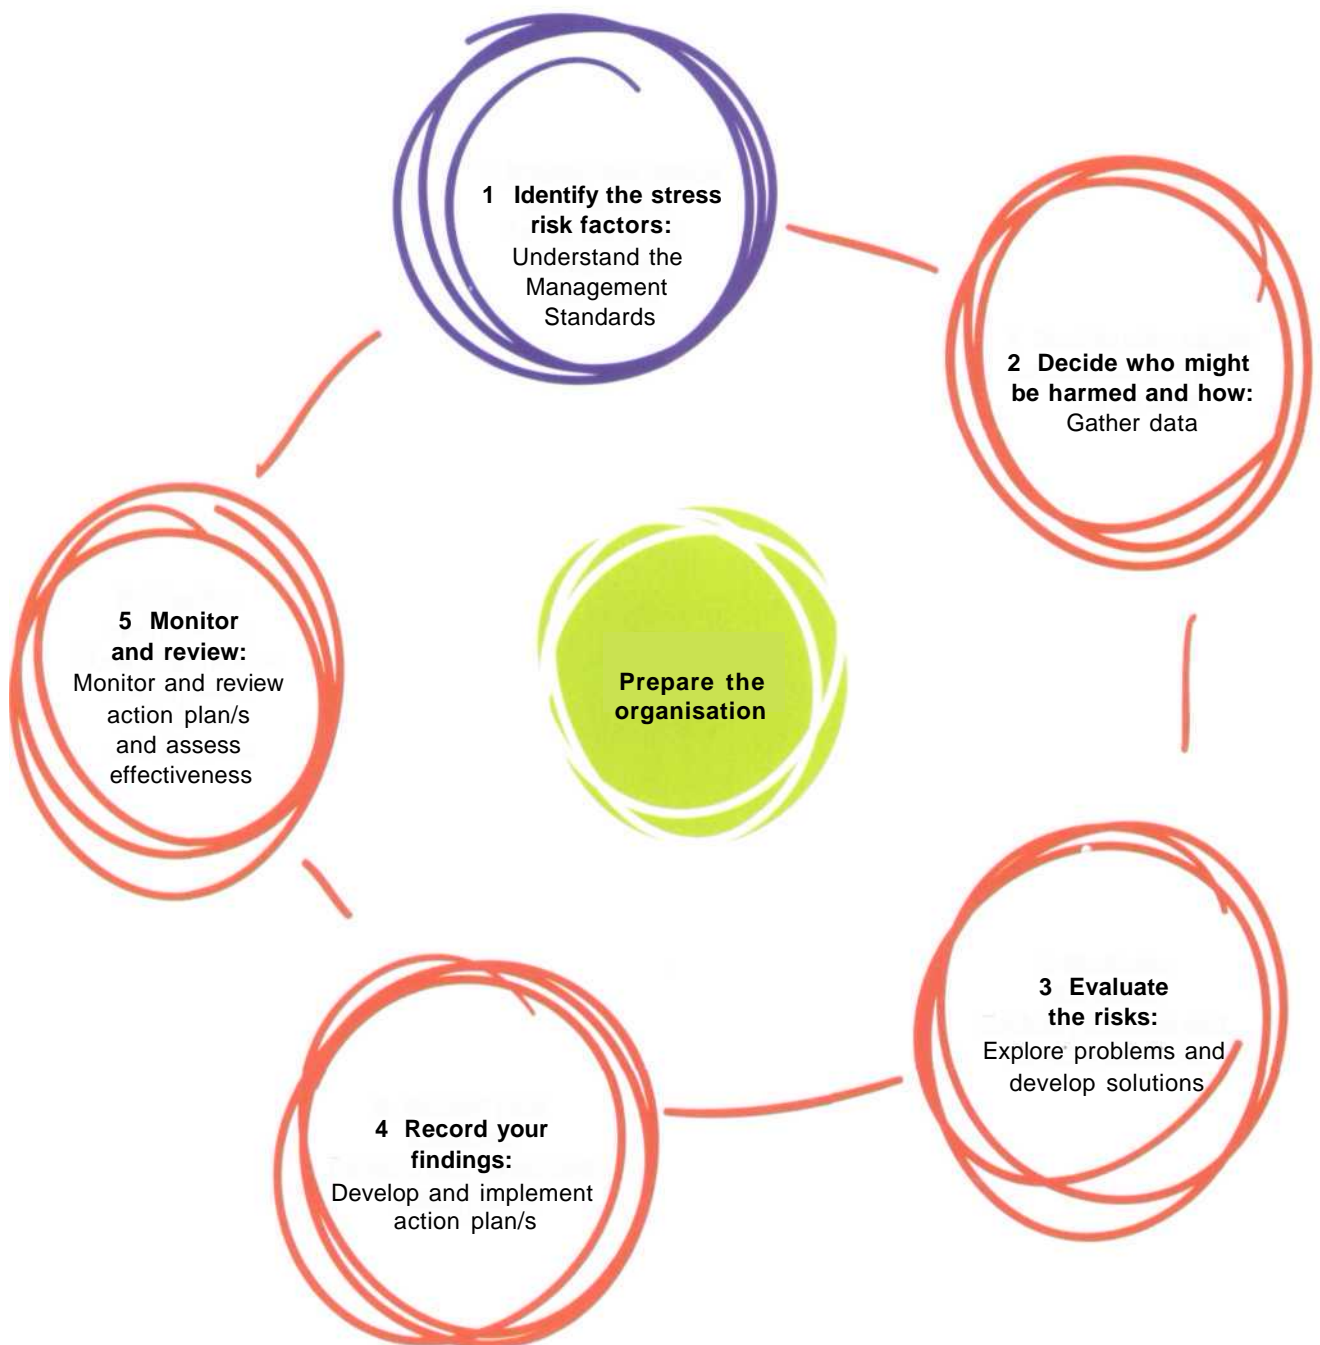 1 Identify the stress
risk factors:
Understand the
Management
Standards
2 Decide who might
be harmed and how:
Gather data
3 Evaluate
the risks:
Explore problems and
develop solutions
4 Record your
findings:
Develop and implement
action plan/s
5 Monitor
and review:
Monitor and review
action plan/s
and assess
effectiveness
Prepare the
organisation